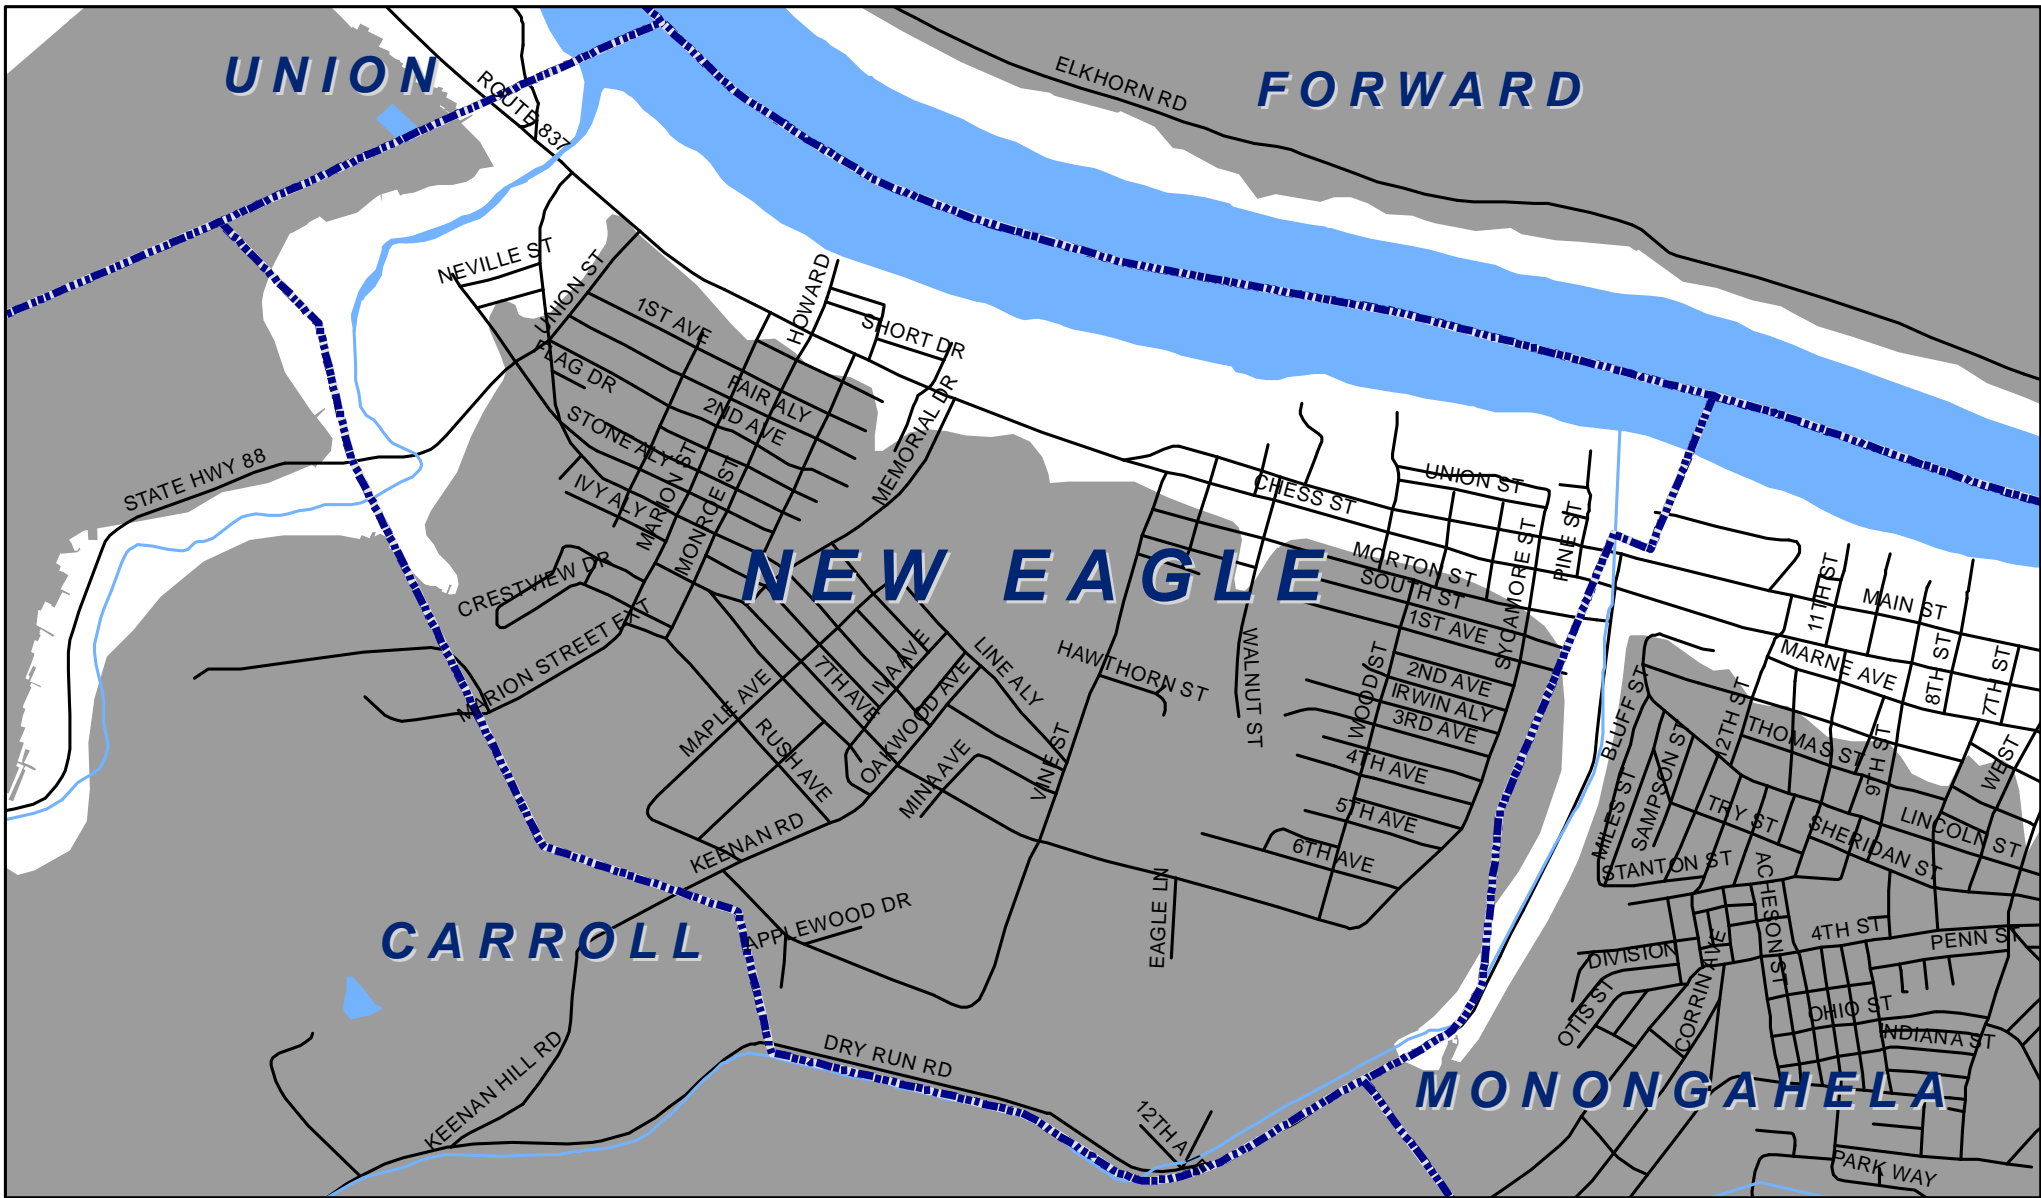 UNION
FORWARD
ELKHORN RD
ROUTE 837
NEVILLE ST
UNION ST
1ST AVE
HOWARD
SHORT DR
FLAG DR
FAIR ALY
2ND AVE
MEMORIAL DR
STONE ALY
STATE HWY 88
IVY ALY
MARION ST
MONROE ST
CHESS ST
UNION ST
PINE ST
SYCAMORE ST
NEW EAGLE
MORTON ST
SOUTH ST
1ST AVE
CRESTVIEW DR
MARION STREET EXT
11TH ST
MAIN ST
MARNE AVE
8TH ST
7TH ST
HAWTHORN ST
WALNUT ST
WOOD ST
2ND AVE
IRWIN ALY
3RD AVE
4TH AVE
5TH AVE
6TH AVE
MAPLE AVE
7TH AVE
IVA AVE
LINE ALY
OAKWOOD AVE
RUSH AVE
MINA AVE
VINE ST
KEENAN RD
BLUFF ST
12TH ST
THOMAS ST
9TH ST
WEST
MILES ST
SAMPSON ST
TRY ST
SHERIDAN ST
LINCOLN ST
STANTON ST
ACHESON ST
EAGLE LN
APPLEWOOD DR
CARROLL
4TH ST
PENN ST
DIVISION
CORRIN AVE
OTIS ST
OHIO ST
INDIANA ST
KEENAN HILL RD
DRY RUN RD
MONONGAHELA
12TH AVE
PARK WAY